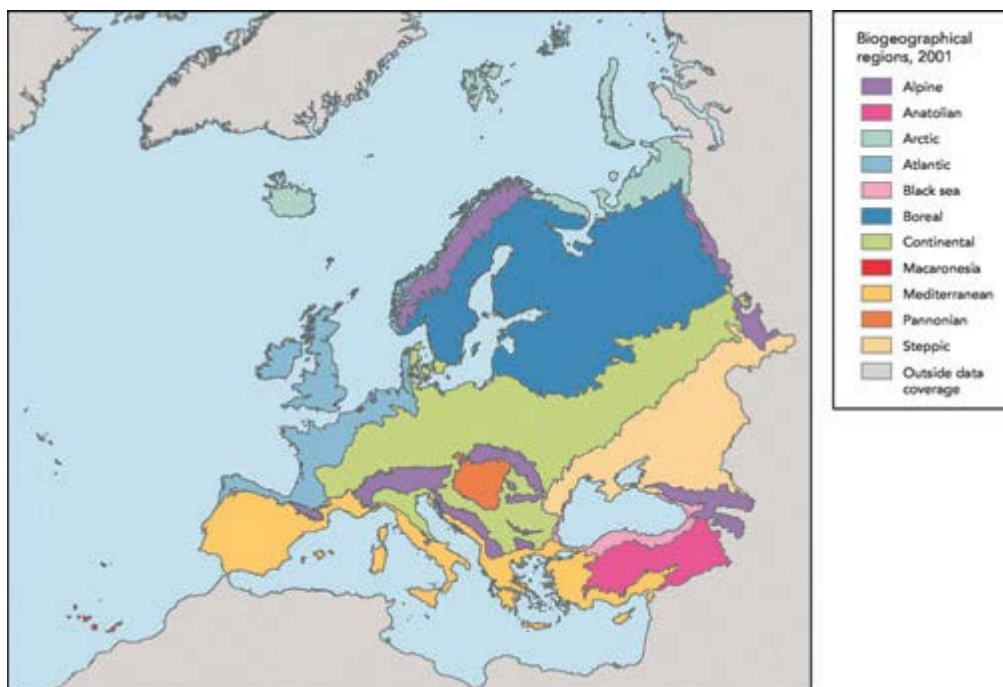 Biogeographical
regions, 2001
Alpine
Anatolian
Arctic
Atlantic
Black sea
Boreal
Continental
Macaronesia
Mediterranean
Pannonian
Steppic
Outside data
coverage